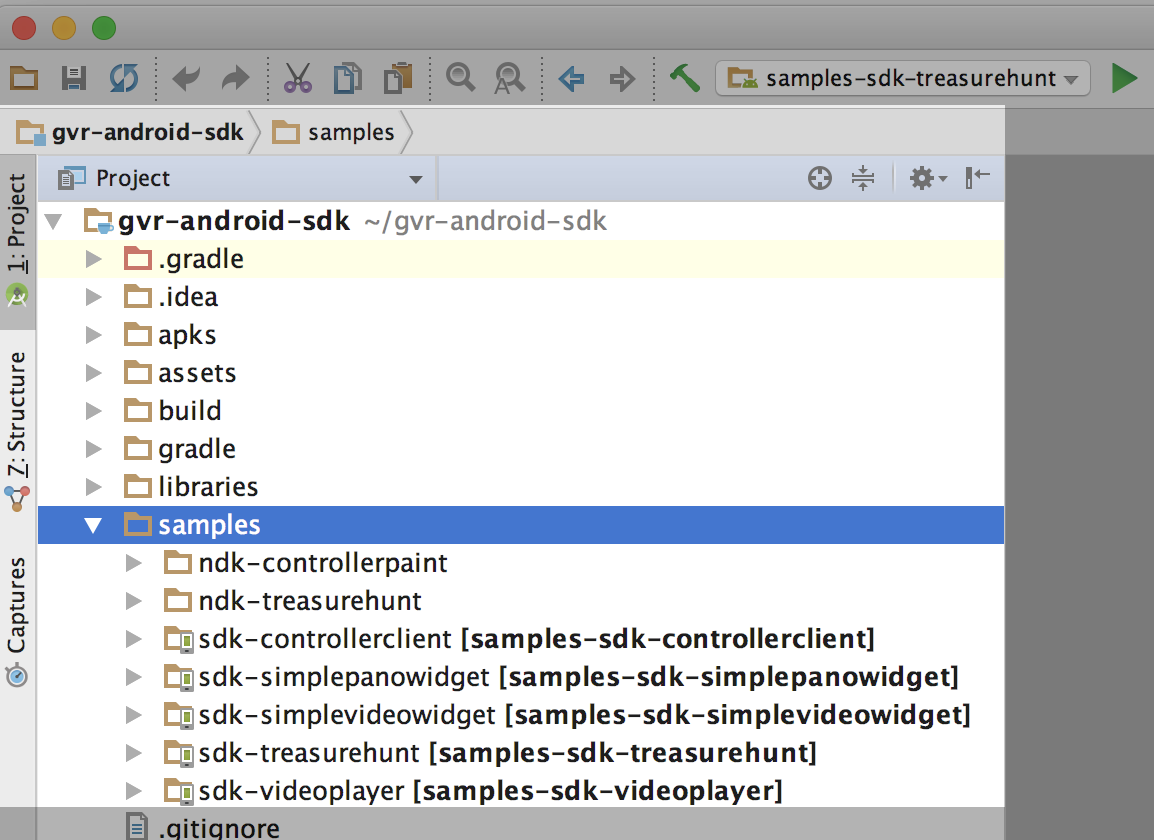 samples-sdk-treasurehunt
gvr-android-sdk samples
Project
1: Project
7: Structure
Captures
gvr-android-sdk ~/gvr-android-sdk
.gradle
.idea
apks
assets
build
gradle
libraries
samples
ndk-controllerpaint
ndk-treasurehunt
sdk-controllerclient [samples-sdk-controllerclient]
sdk-simplepanowidget [samples-sdk-simplepanowidget]
sdk-simplevideowidget [samples-sdk-simplevideowidget]
sdk-treasurehunt [samples-sdk-treasurehunt]
sdk-videoplayer [samples-sdk-videoplayer]
.gitignore